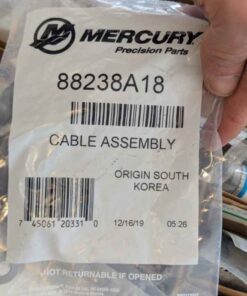 MERCURY
Precision Parts
88238A18
CABLE ASSEMBLY
ORIGIN SOUTH
KOREA
7 45061 20331 0
12/16/19 05:26
NOT RETURNABLE IF OPENED